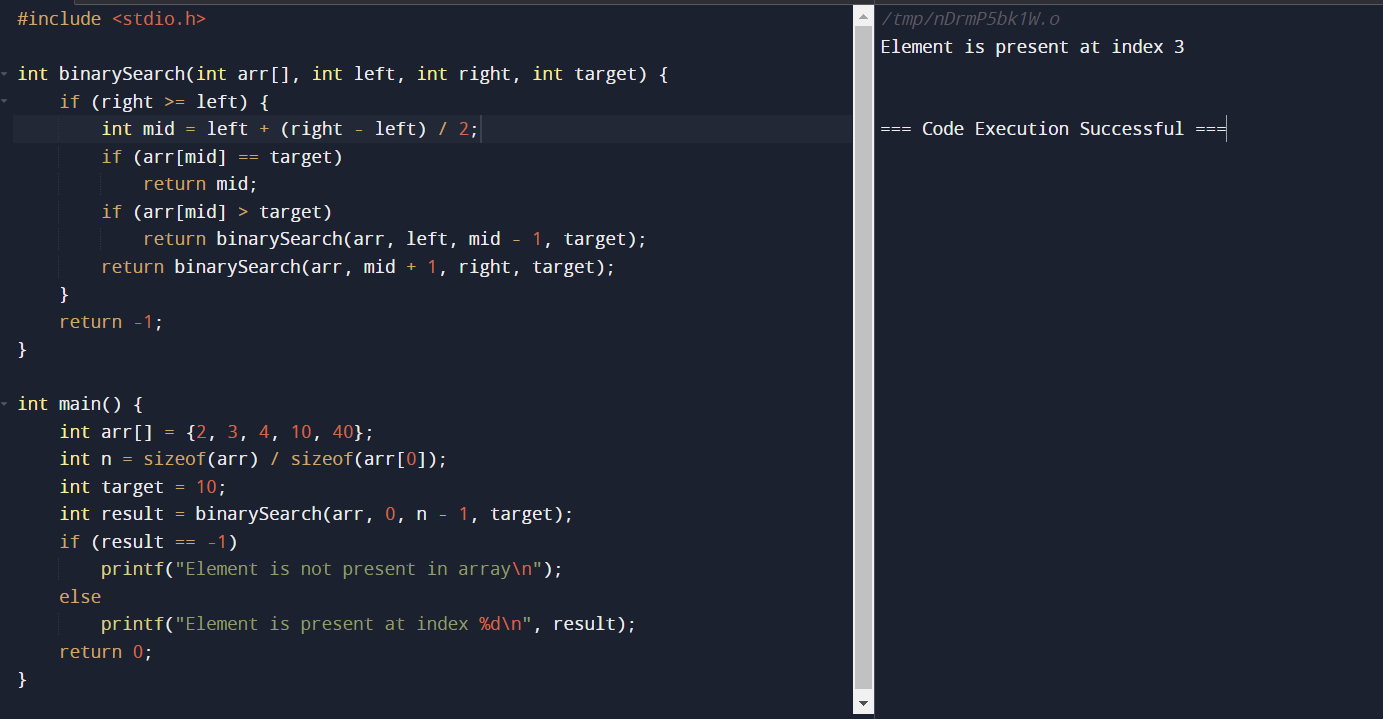 #include <stdio.h>
int binarySearch(int arr[], int left, int right, int target) {
    if (right >= left) {
        int mid = left + (right - left) / 2;
        if (arr[mid] == target)
            return mid;
        if (arr[mid] > target)
            return binarySearch(arr, left, mid - 1, target);
        return binarySearch(arr, mid + 1, right, target);
    }
    return -1;
}
int main() {
    int arr[] = {2, 3, 4, 10, 40};
    int n = sizeof(arr) / sizeof(arr[0]);
    int target = 10;
    int result = binarySearch(arr, 0, n - 1, target);
    if (result == -1)
        printf("Element is not present in array\n");
    else
        printf("Element is present at index %d\n", result);
    return 0;
}
/tmp/nDrmP5bk1W.o
Element is present at index 3
=== Code Execution Successful ===